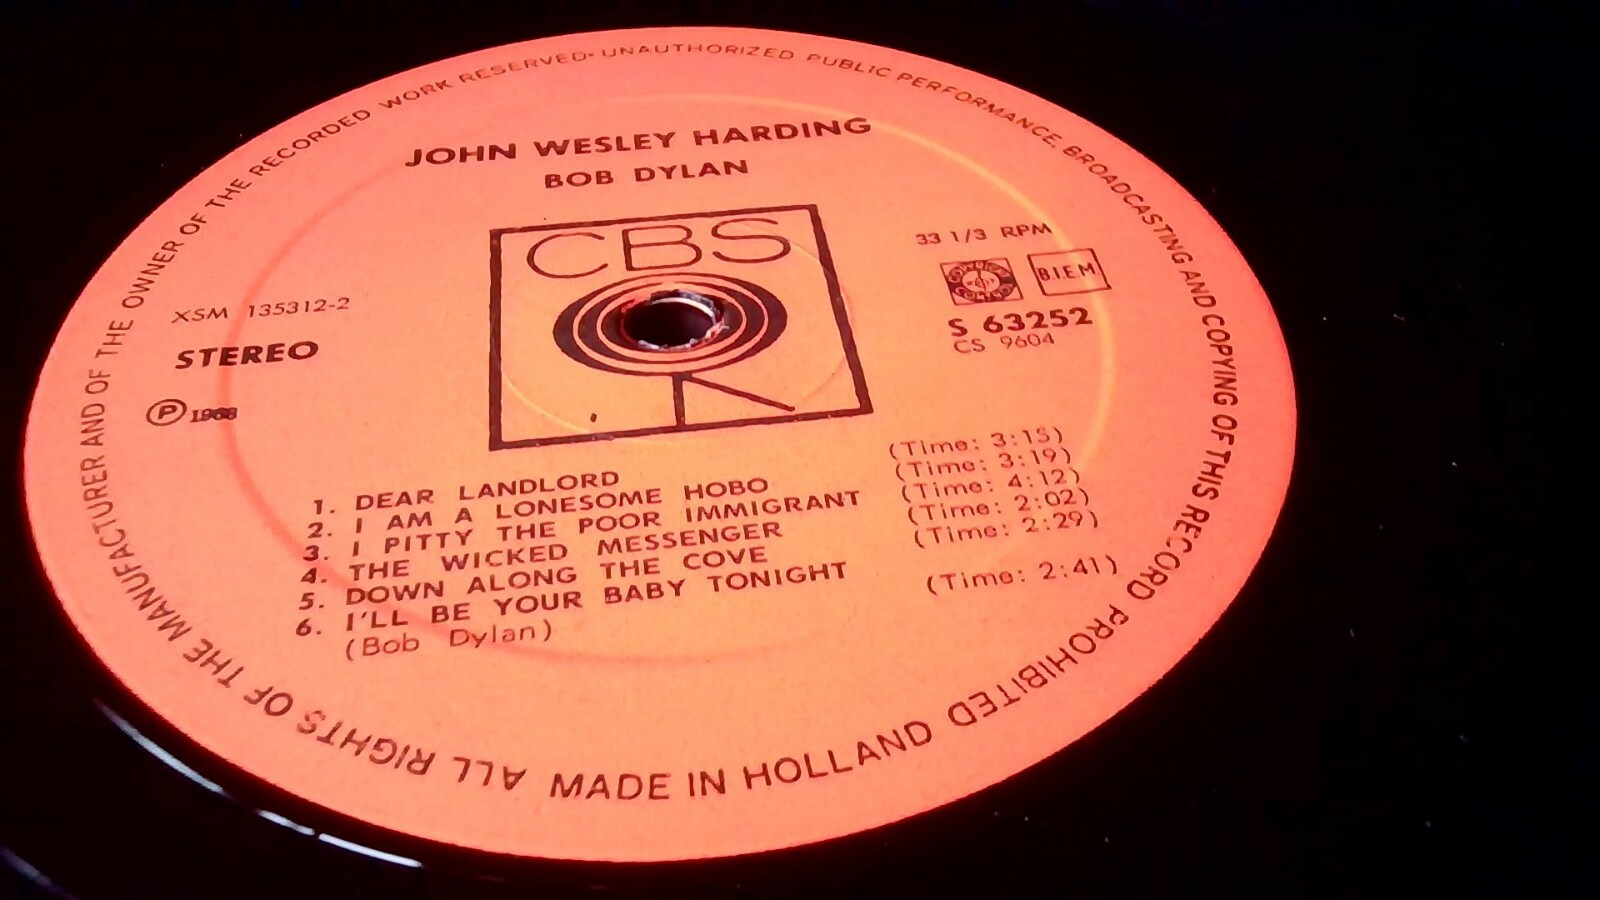 ALL RIGHTS OF THE MANUFACTURER AND OF THE OWNER OF THE RECORDED WORK RESERVED· UNAUTHORIZED PUBLIC PERFORMANCE, BROADCASTING AND COPYING OF THIS RECORD PROHIBITED
JOHN WESLEY HARDING
BOB DYLAN
CBS
33 1/3 RPM
B.I.E.M.
XSM 135312-2
STEREO
S 63252
CS 9604
Ⓟ 1968
1. DEAR LANDLORD (Time: 3:15)
2. I AM A LONESOME HOBO (Time: 3:19)
3. I PITTY THE POOR IMMIGRANT (Time: 4:12)
4. THE WICKED MESSENGER (Time: 2:02)
5. DOWN ALONG THE COVE (Time: 2:29)
6. I'LL BE YOUR BABY TONIGHT (Time: 2:41)
(Bob Dylan)
MADE IN HOLLAND